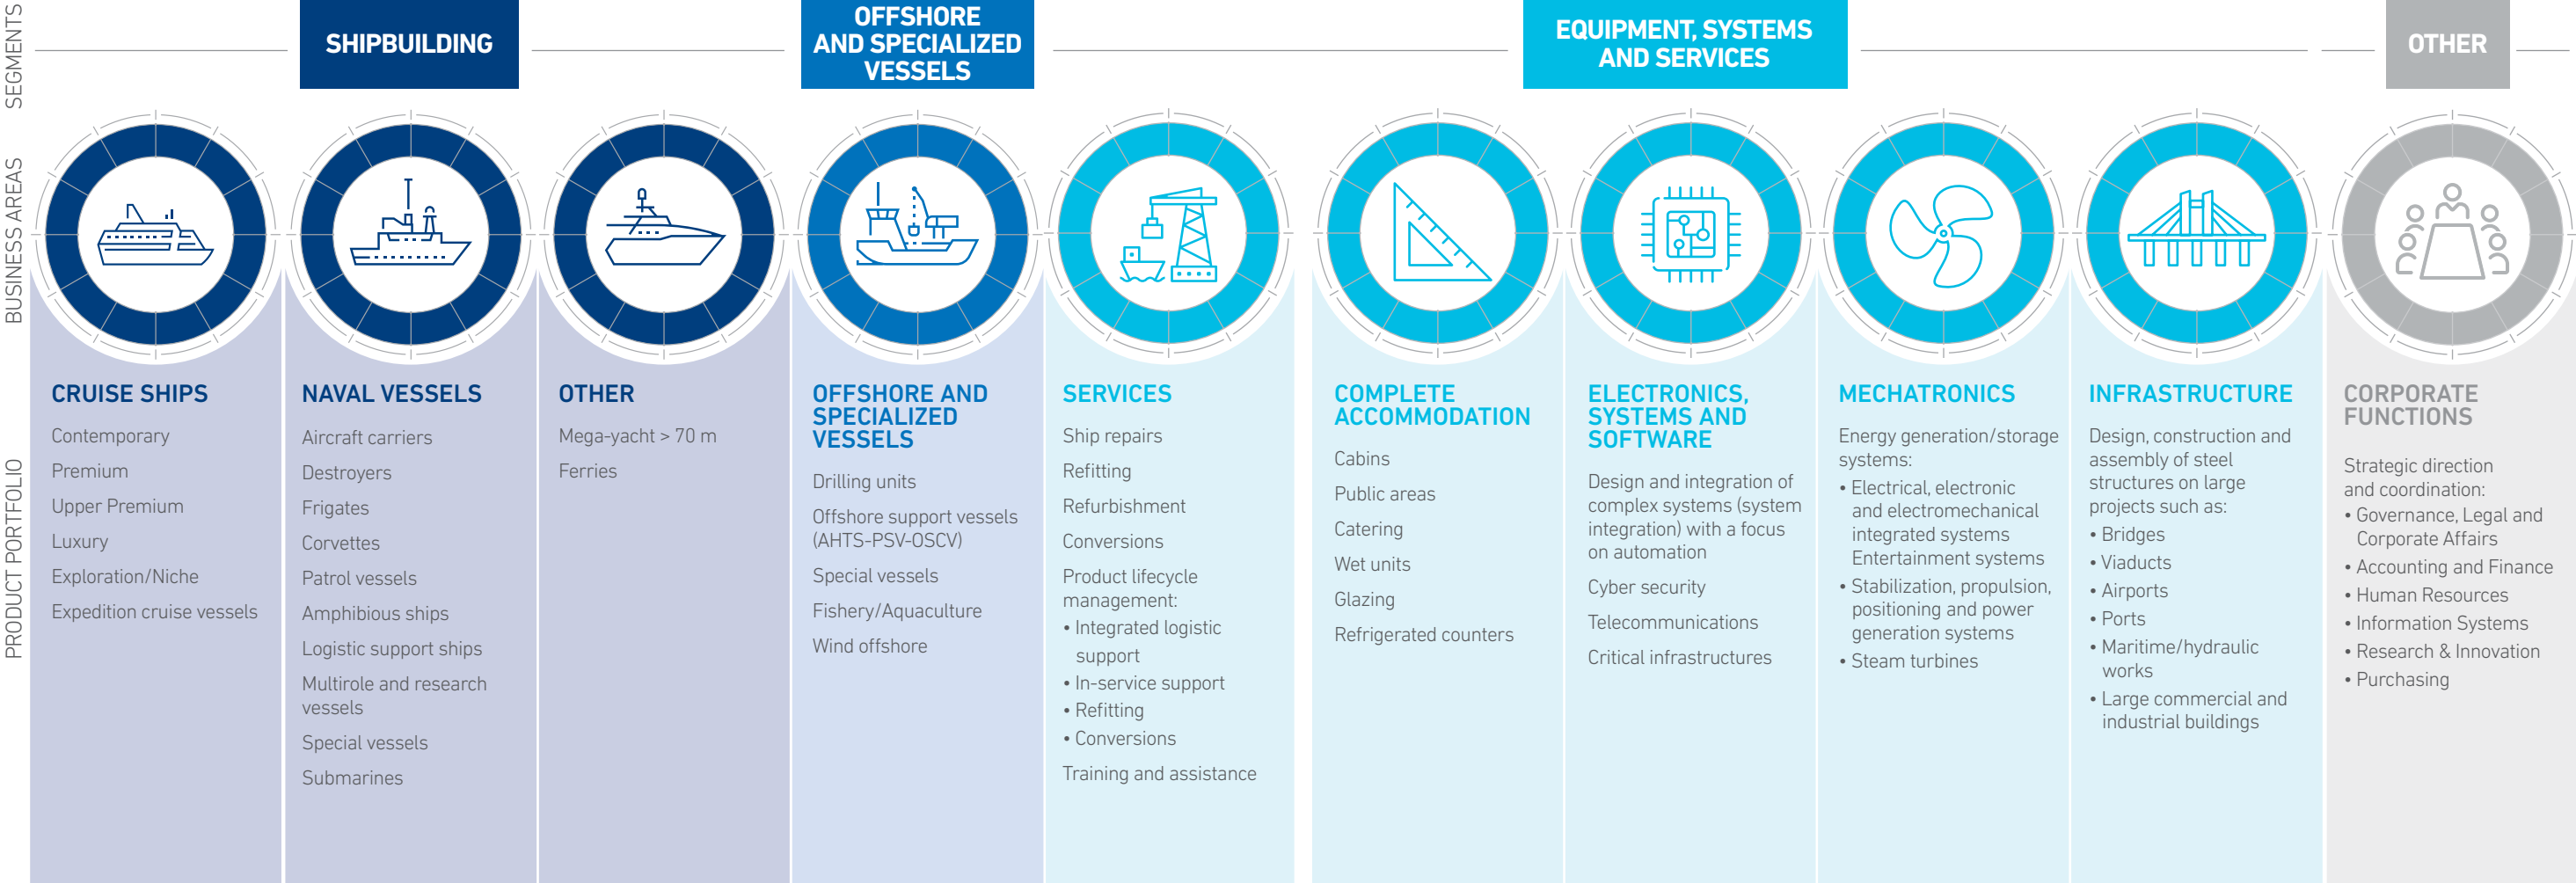 SEGMENTS
SHIPBUILDING
OFFSHORE
AND SPECIALIZED
VESSELS
EQUIPMENT, SYSTEMS
AND SERVICES
OTHER
BUSINESS AREAS
PRODUCT PORTFOLIO
CRUISE SHIPS
Contemporary
Premium
Upper Premium
Luxury
Exploration/Niche
Expedition cruise vessels
NAVAL VESSELS
Aircraft carriers
Destroyers
Frigates
Corvettes
Patrol vessels
Amphibious ships
Logistic support ships
Multirole and research
vessels
Special vessels
Submarines
OTHER
Mega-yacht > 70 m
Ferries
OFFSHORE AND
SPECIALIZED
VESSELS
Drilling units
Offshore support vessels
(AHTS-PSV-OSCV)
Special vessels
Fishery/Aquaculture
Wind offshore
SERVICES
Ship repairs
Refitting
Refurbishment
Conversions
Product lifecycle
management:
• Integrated logistic
support
• In-service support
• Refitting
• Conversions
Training and assistance
COMPLETE
ACCOMMODATION
Cabins
Public areas
Catering
Wet units
Glazing
Refrigerated counters
ELECTRONICS,
SYSTEMS AND
SOFTWARE
Design and integration of
complex systems (system
integration) with a focus
on automation
Cyber security
Telecommunications
Critical infrastructures
MECHATRONICS
Energy generation/storage
systems:
• Electrical, electronic
and electromechanical
integrated systems
Entertainment systems
• Stabilization, propulsion,
positioning and power
generation systems
• Steam turbines
INFRASTRUCTURE
Design, construction and
assembly of steel
structures on large
projects such as:
• Bridges
• Viaducts
• Airports
• Ports
• Maritime/hydraulic
works
• Large commercial and
industrial buildings
CORPORATE
FUNCTIONS
Strategic direction
and coordination:
• Governance, Legal and
Corporate Affairs
• Accounting and Finance
• Human Resources
• Information Systems
• Research & Innovation
• Purchasing